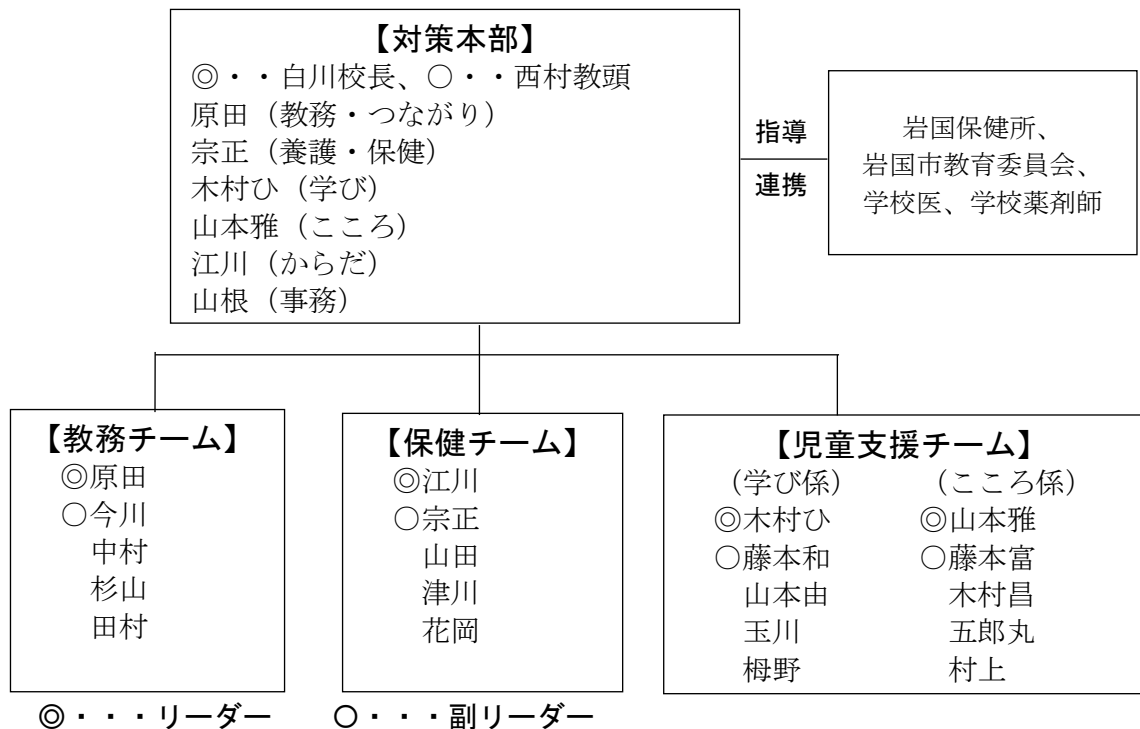 【対策本部】
◎・・白川校長、○・・西村教頭
原田（教務・つながり）
宗正（養護・保健）
木村ひ（学び）
山本雅（こころ）
江川（からだ）
山根（事務）
指導
連携
岩国保健所、
岩国市教育委員会、
学校医、学校薬剤師
【教務チーム】
◎原田
○今川
中村
杉山
田村
【保健チーム】
◎江川
○宗正
山田
津川
花岡
【児童支援チーム】
（学び係）
◎木村ひ
○藤本和
山本由
玉川
栂野
（こころ係）
◎山本雅
○藤本富
木村昌
五郎丸
村上
◎・・・リーダー
○・・・副リーダー